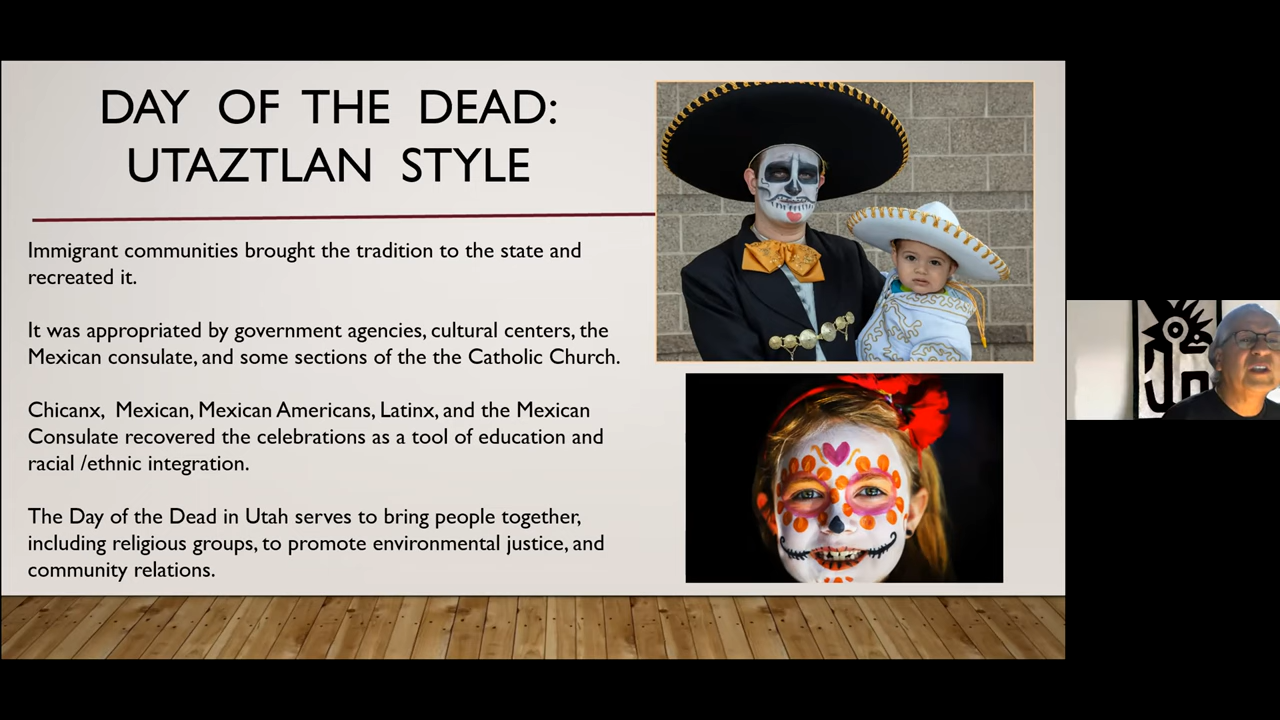 DAY OF THE DEAD:
UTAZTLAN STYLE
Immigrant communities brought the tradition to the state and
recreated it.
It was appropriated by government agencies, cultural centers, the
Mexican consulate, and some sections of the the Catholic Church.
Chicanx, Mexican, Mexican Americans, Latinx, and the Mexican
Consulate recovered the celebrations as a tool of education and
racial /ethnic integration.
The Day of the Dead in Utah serves to bring people together,
including religious groups, to promote environmental justice, and
community relations.